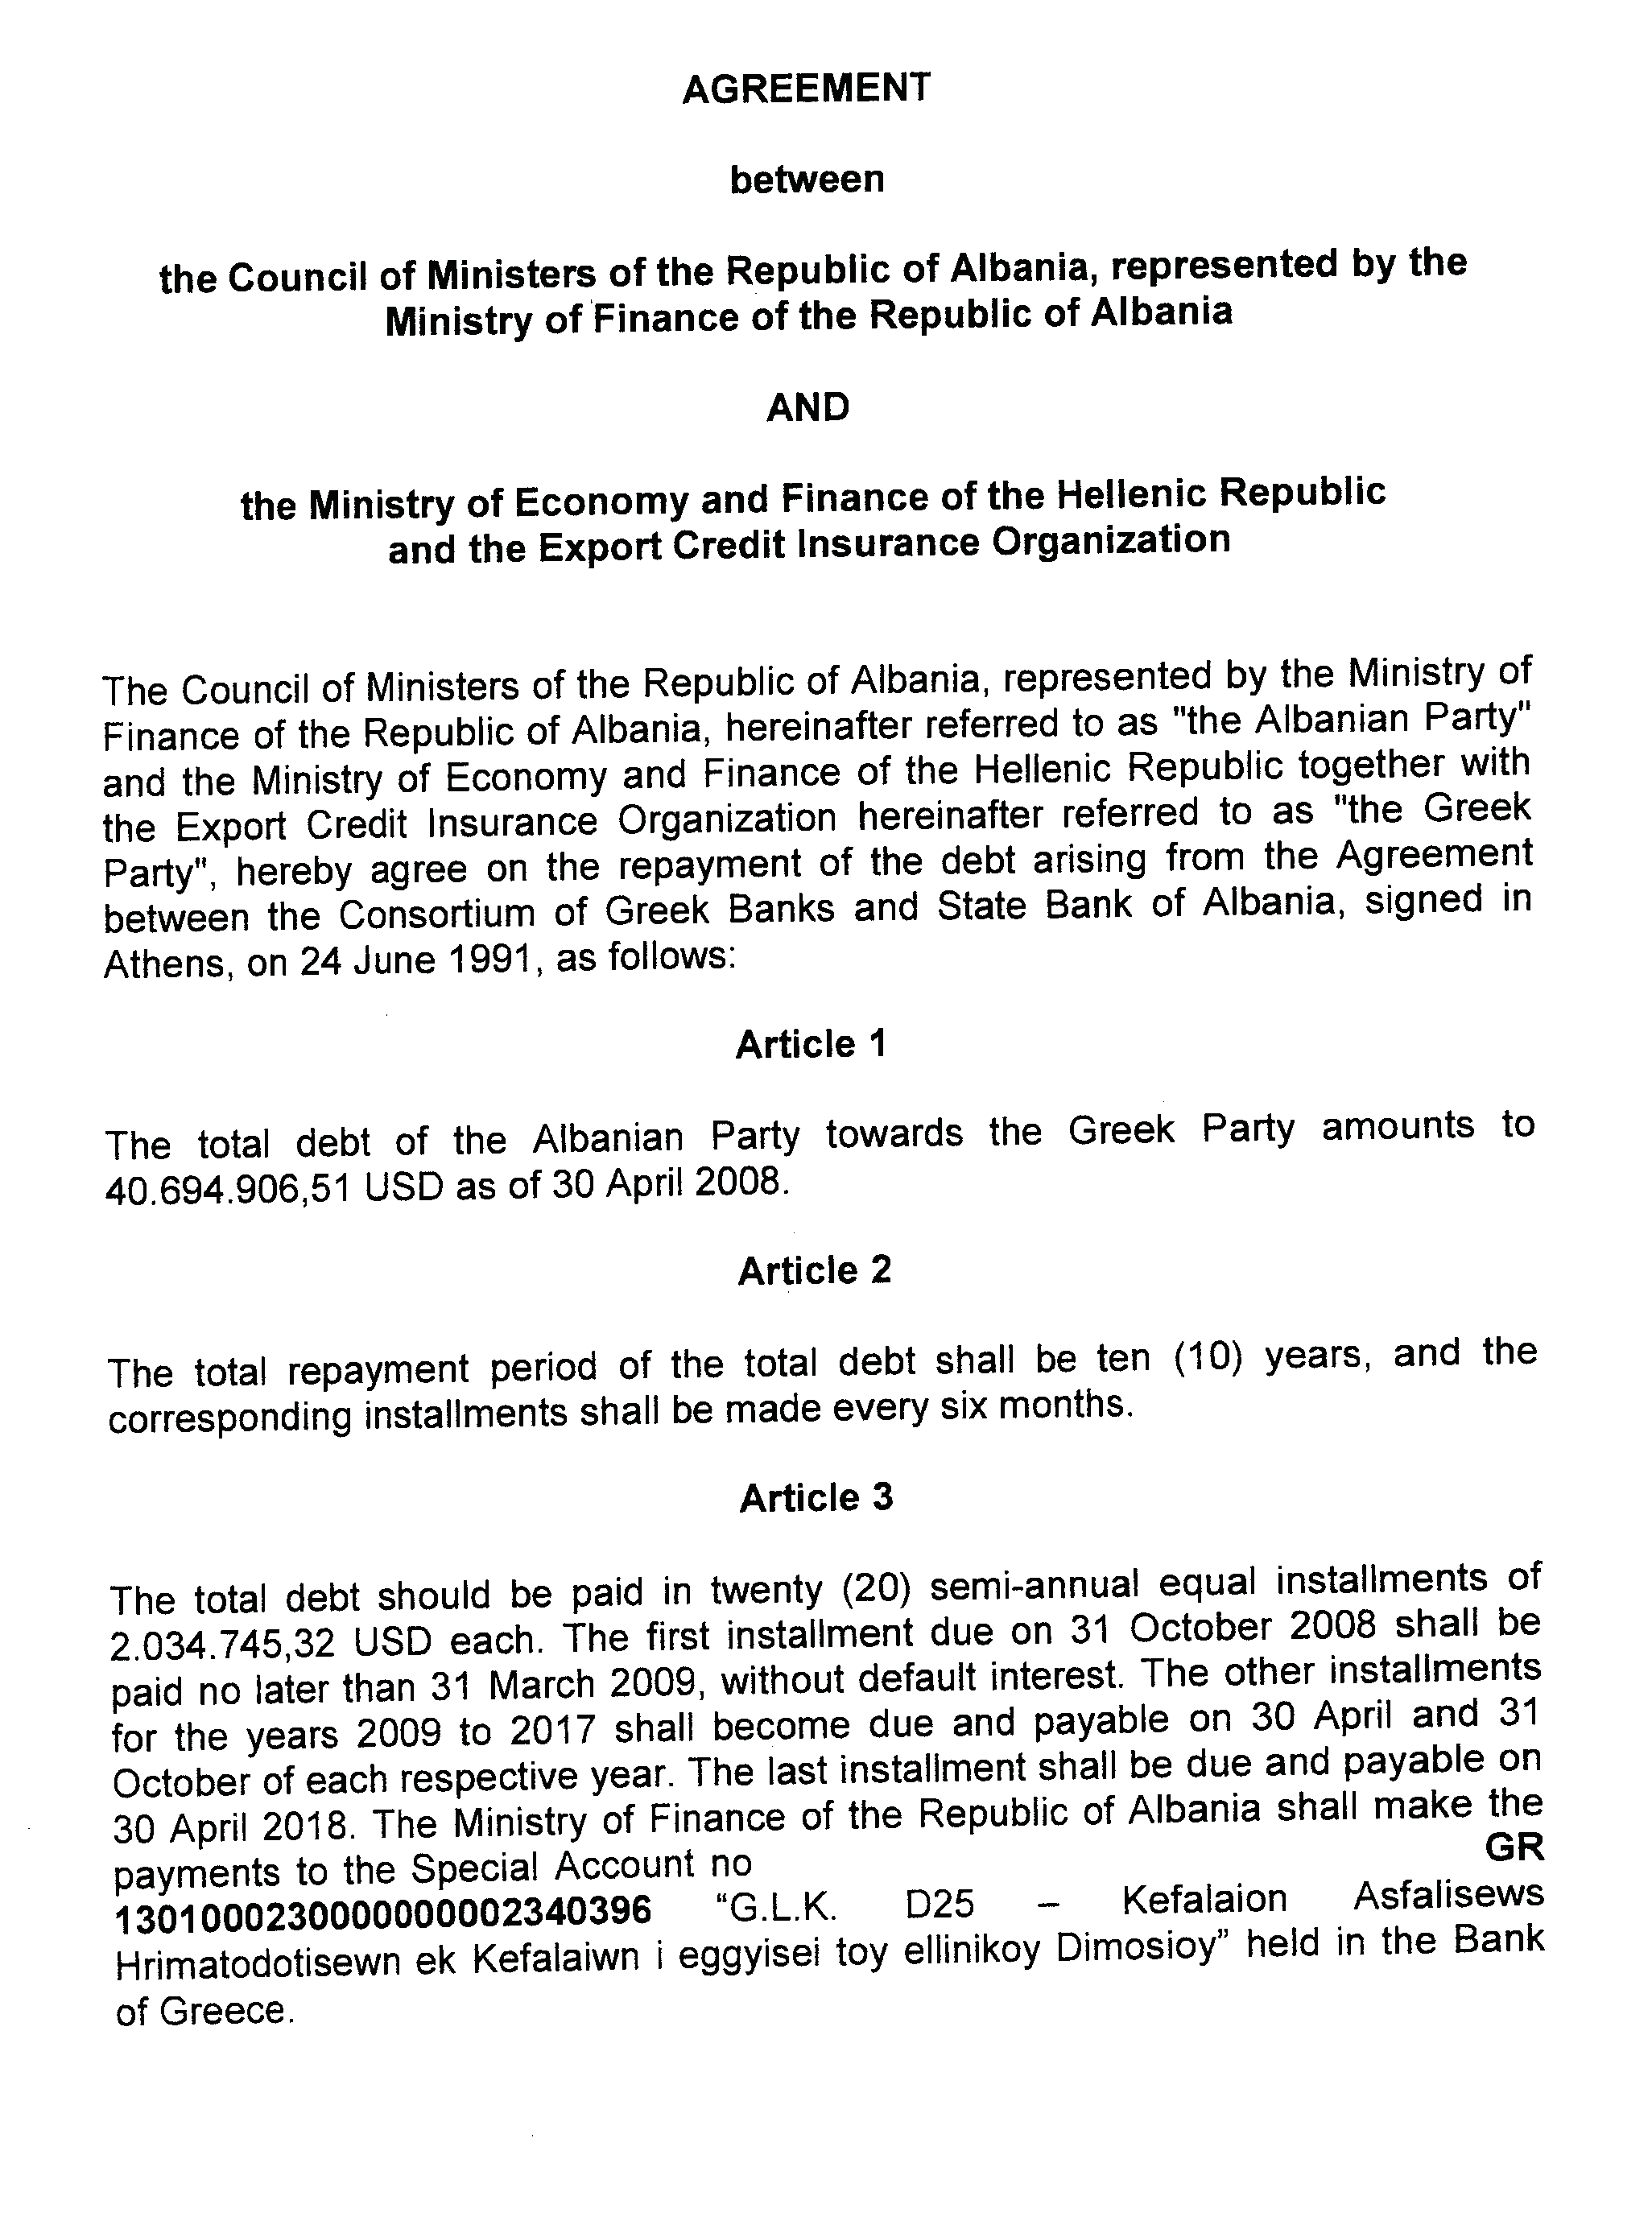 AGREEMENT
between
the Council of Ministers of the Republic of Albania, represented by the
Ministry of Finance of the Republic of Albania
AND
the Ministry of Economy and Finance of the Hellenic Republic
and the Export Credit Insurance Organization
The Council of Ministers of the Republic of Albania, represented by the Ministry of
Finance of the Republic of Albania, hereinafter referred to as "the Albanian Party"
and the Ministry of Economy and Finance of the Hellenic Republic together with
the Export Credit Insurance Organization hereinafter referred to as "the Greek
Party", hereby agree on the repayment of the debt arising from the Agreement
between the Consortium of Greek Banks and State Bank of Albania, signed in
Athens, on 24 June 1991, as follows:
Article 1
The total debt of the Albanian Party towards the Greek Party amounts to
40.694.906,51 USD as of 30 April 2008.
Article 2
The total repayment period of the total debt shall be ten (10) years, and the
corresponding installments shall be made every six months.
Article 3
The total debt should be paid in twenty (20) semi-annual equal installments of
2.034.745,32 USD each. The first installment due on 31 October 2008 shall be
paid no later than 31 March 2009, without default interest. The other installments
for the years 2009 to 2017 shall become due and payable on 30 April and 31
October of each respective year. The last installment shall be due and payable on
30 April 2018. The Ministry of Finance of the Republic of Albania shall make the
payments to the Special Account no GR
1301000230000000002340396 “G.L.K. D25 – Kefalaion Asfalisews
Hrimatodotisewn ek Kefalaiwn i eggyisei toy ellinikoy Dimosioy” held in the Bank
of Greece.